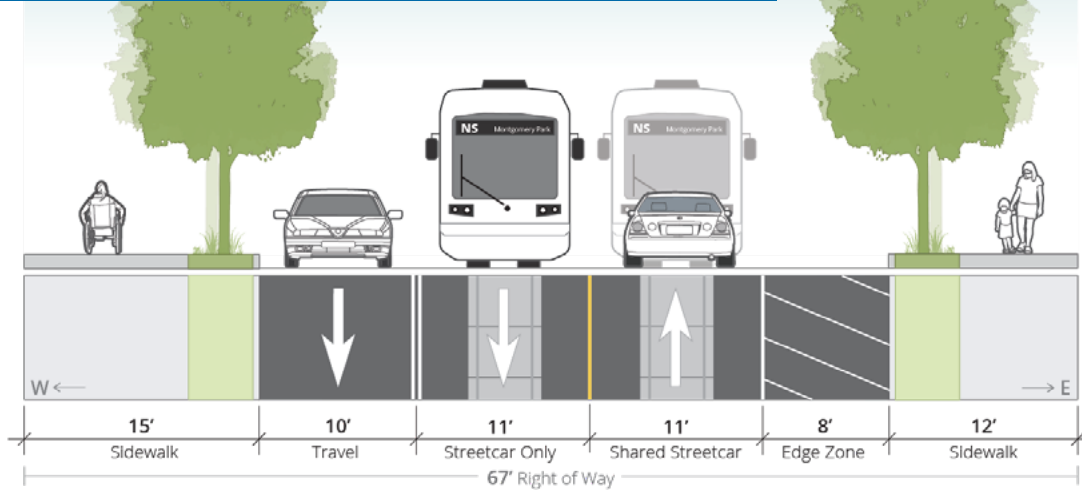 NS Montgomery Park
NS Montgomery Park
W
E
15’ 10’ 11’ 11’ 8’ 12’
Sidewalk Travel Streetcar Only Shared Streetcar Edge Zone Sidewalk
67’ Right of Way